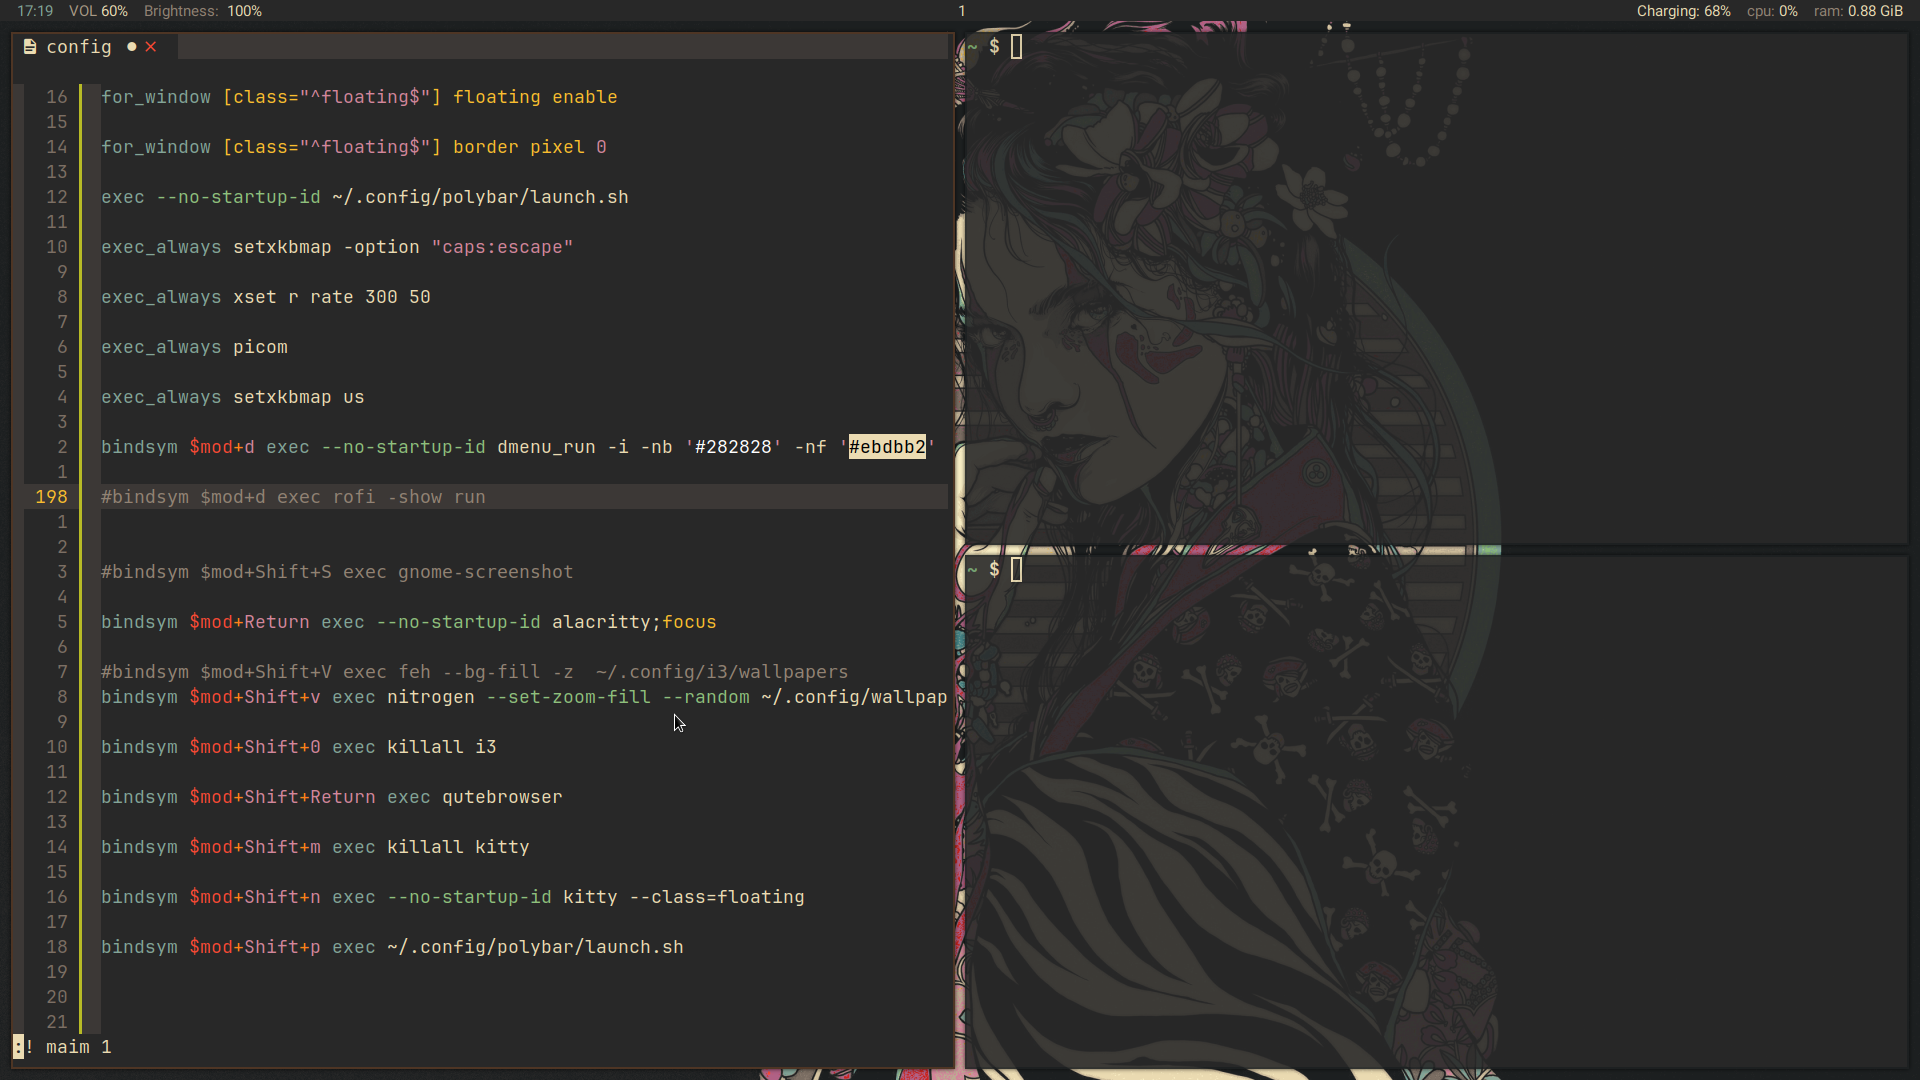 17:19 VOL 60% Brightness: 100% 1 Charging: 68% cpu: 0% ram: 0.88 GiB
config ● ×
16 for_window [class="^floating$"] floating enable
15
14 for_window [class="^floating$"] border pixel 0
13
12 exec --no-startup-id ~/.config/polybar/launch.sh
11
10 exec_always setxkbmap -option "caps:escape"
9
8 exec_always xset r rate 300 50
7
6 exec_always picom
5
4 exec_always setxkbmap us
3
2 bindsym $mod+d exec --no-startup-id dmenu_run -i -nb '#282828' -nf '#ebdbb2'
1
198 #bindsym $mod+d exec rofi -show run
1
2
3 #bindsym $mod+Shift+S exec gnome-screenshot
4
5 bindsym $mod+Return exec --no-startup-id alacritty;focus
6
7 #bindsym $mod+Shift+V exec feh --bg-fill -z  ~/.config/i3/wallpapers
8 bindsym $mod+Shift+v exec nitrogen --set-zoom-fill --random ~/.config/wallpap
9
10 bindsym $mod+Shift+0 exec killall i3
11
12 bindsym $mod+Shift+Return exec qutebrowser
13
14 bindsym $mod+Shift+m exec killall kitty
15
16 bindsym $mod+Shift+n exec --no-startup-id kitty --class=floating
17
18 bindsym $mod+Shift+p exec ~/.config/polybar/launch.sh
19
20
21
:! maim 1
~ $
~ $